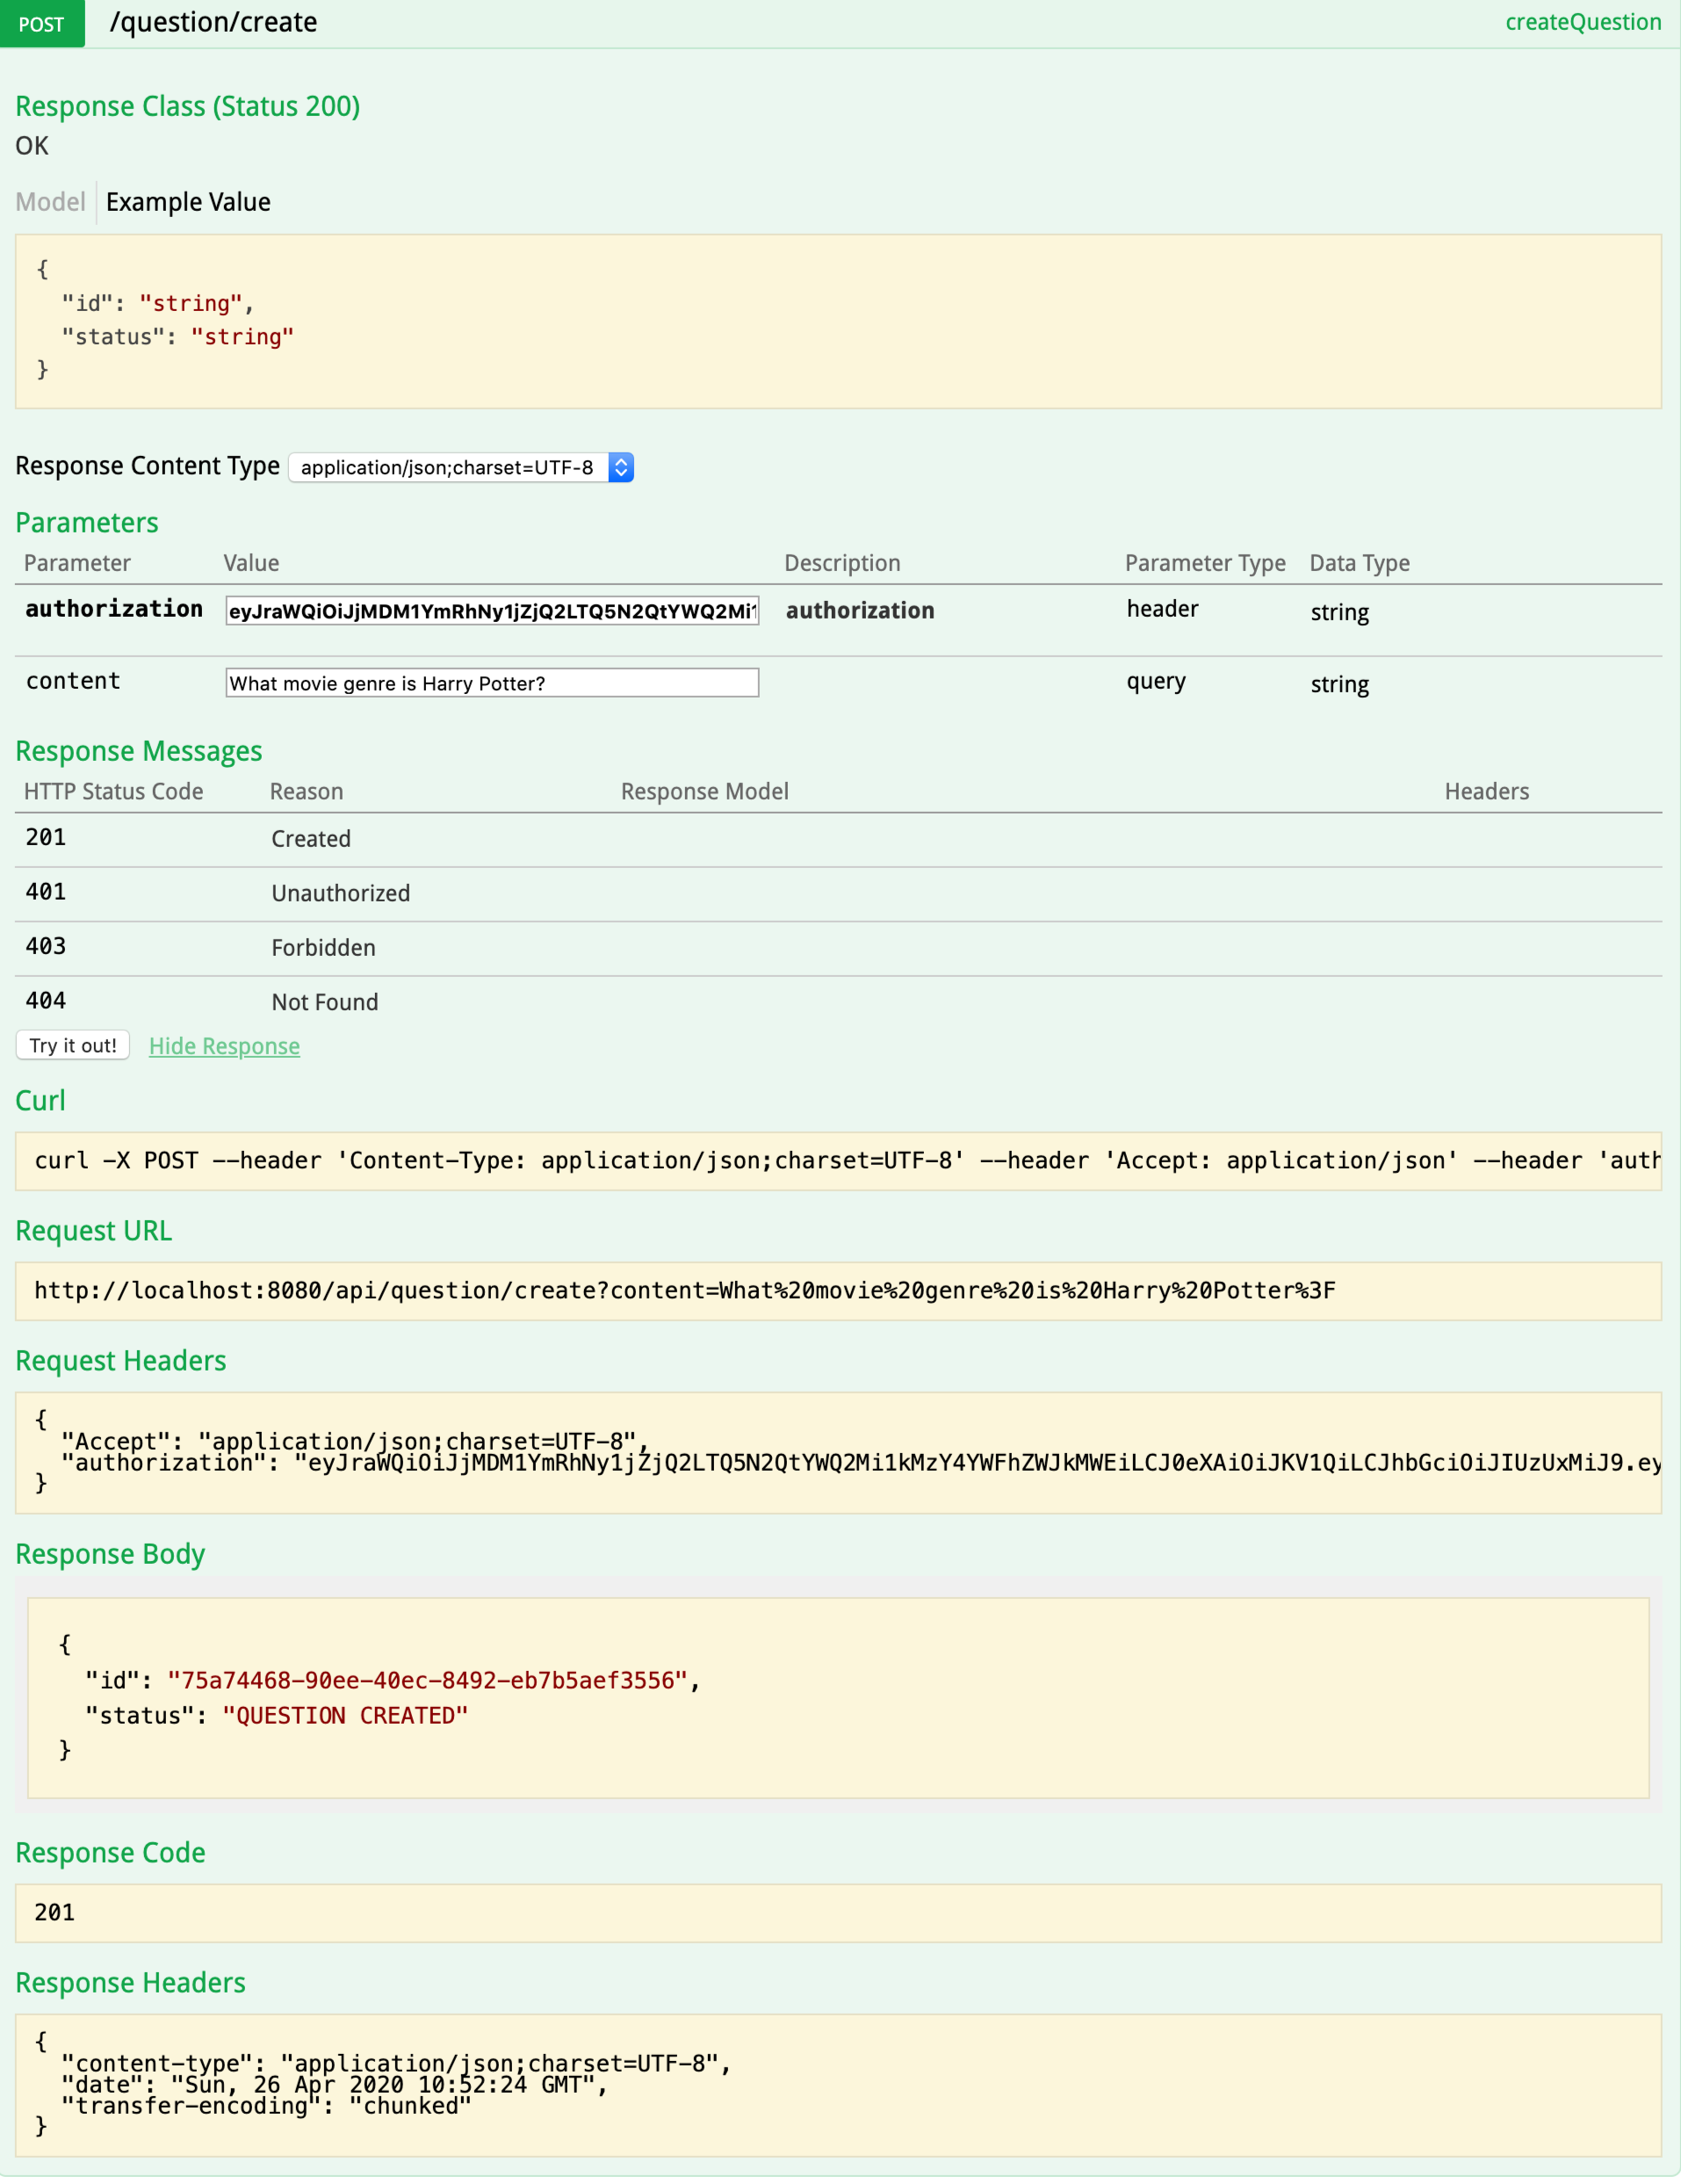 POST /question/create createQuestion
Response Class (Status 200)
OK
Model Example Value
{
"id": "string",
"status": "string"
}
Response Content Type application/json;charset=UTF-8
Parameters
Parameter Value Description Parameter Type Data Type
authorization eyJraWQiOiJjMDM1YmRhNy1jZjQ2LTQ5N2QtYWQ2Mi1 authorization header string
content What movie genre is Harry Potter? query string
Response Messages
HTTP Status Code Reason Response Model Headers
201 Created
401 Unauthorized
403 Forbidden
404 Not Found
Try it out! Hide Response
Curl
curl -X POST --header 'Content-Type: application/json;charset=UTF-8' --header 'Accept: application/json' --header 'auth
Request URL
http://localhost:8080/api/question/create?content=What%20movie%20genre%20is%20Harry%20Potter%3F
Request Headers
{
"Accept": "application/json;charset=UTF-8",
"authorization": "eyJraWQiOiJjMDM1YmRhNy1jZjQ2LTQ5N2QtYWQ2Mi1kMzY4YWFhZWJkMWEiLCJ0eXAiOiJKV1QiLCJhbGciOiJIUzUxMiJ9.ey
}
Response Body
{
"id": "75a74468-90ee-40ec-8492-eb7b5aef3556",
"status": "QUESTION CREATED"
}
Response Code
201
Response Headers
{
"content-type": "application/json;charset=UTF-8",
"date": "Sun, 26 Apr 2020 10:52:24 GMT",
"transfer-encoding": "chunked"
}